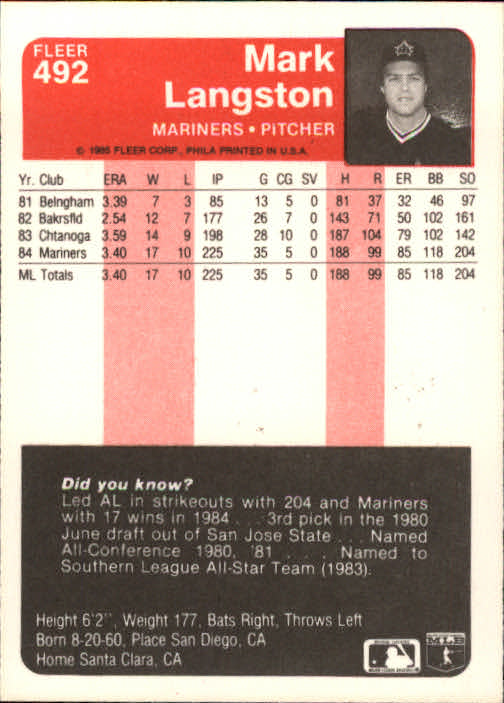 FLEER
492
Mark
Langston
MARINERS • PITCHER
© 1985 FLEER CORP., PHILA PRINTED IN U.S.A.
Yr. Club ERA W L IP G CG SV H R ER BB SO
81 Belngham 3.39 7 3 85 13 5 0 81 37 32 46 97
82 Bakrsfld 2.54 12 7 177 26 7 0 143 71 50 102 161
83 Chtanoga 3.59 14 9 198 28 10 0 187 104 79 102 142
84 Mariners 3.40 17 10 225 35 5 0 188 99 85 118 204
ML Totals 3.40 17 10 225 35 5 0 188 99 85 118 204
Did you know?
Led AL in strikeouts with 204 and Mariners
with 17 wins in 1984 . . . 3rd pick in the 1980
June draft out of San Jose State . . . Named
All-Conference 1980, '81 . . . Named to
Southern League All-Star Team (1983).
Height 6'2", Weight 177, Bats Right, Throws Left
Born 8-20-60, Place San Diego, CA
Home Santa Clara, CA